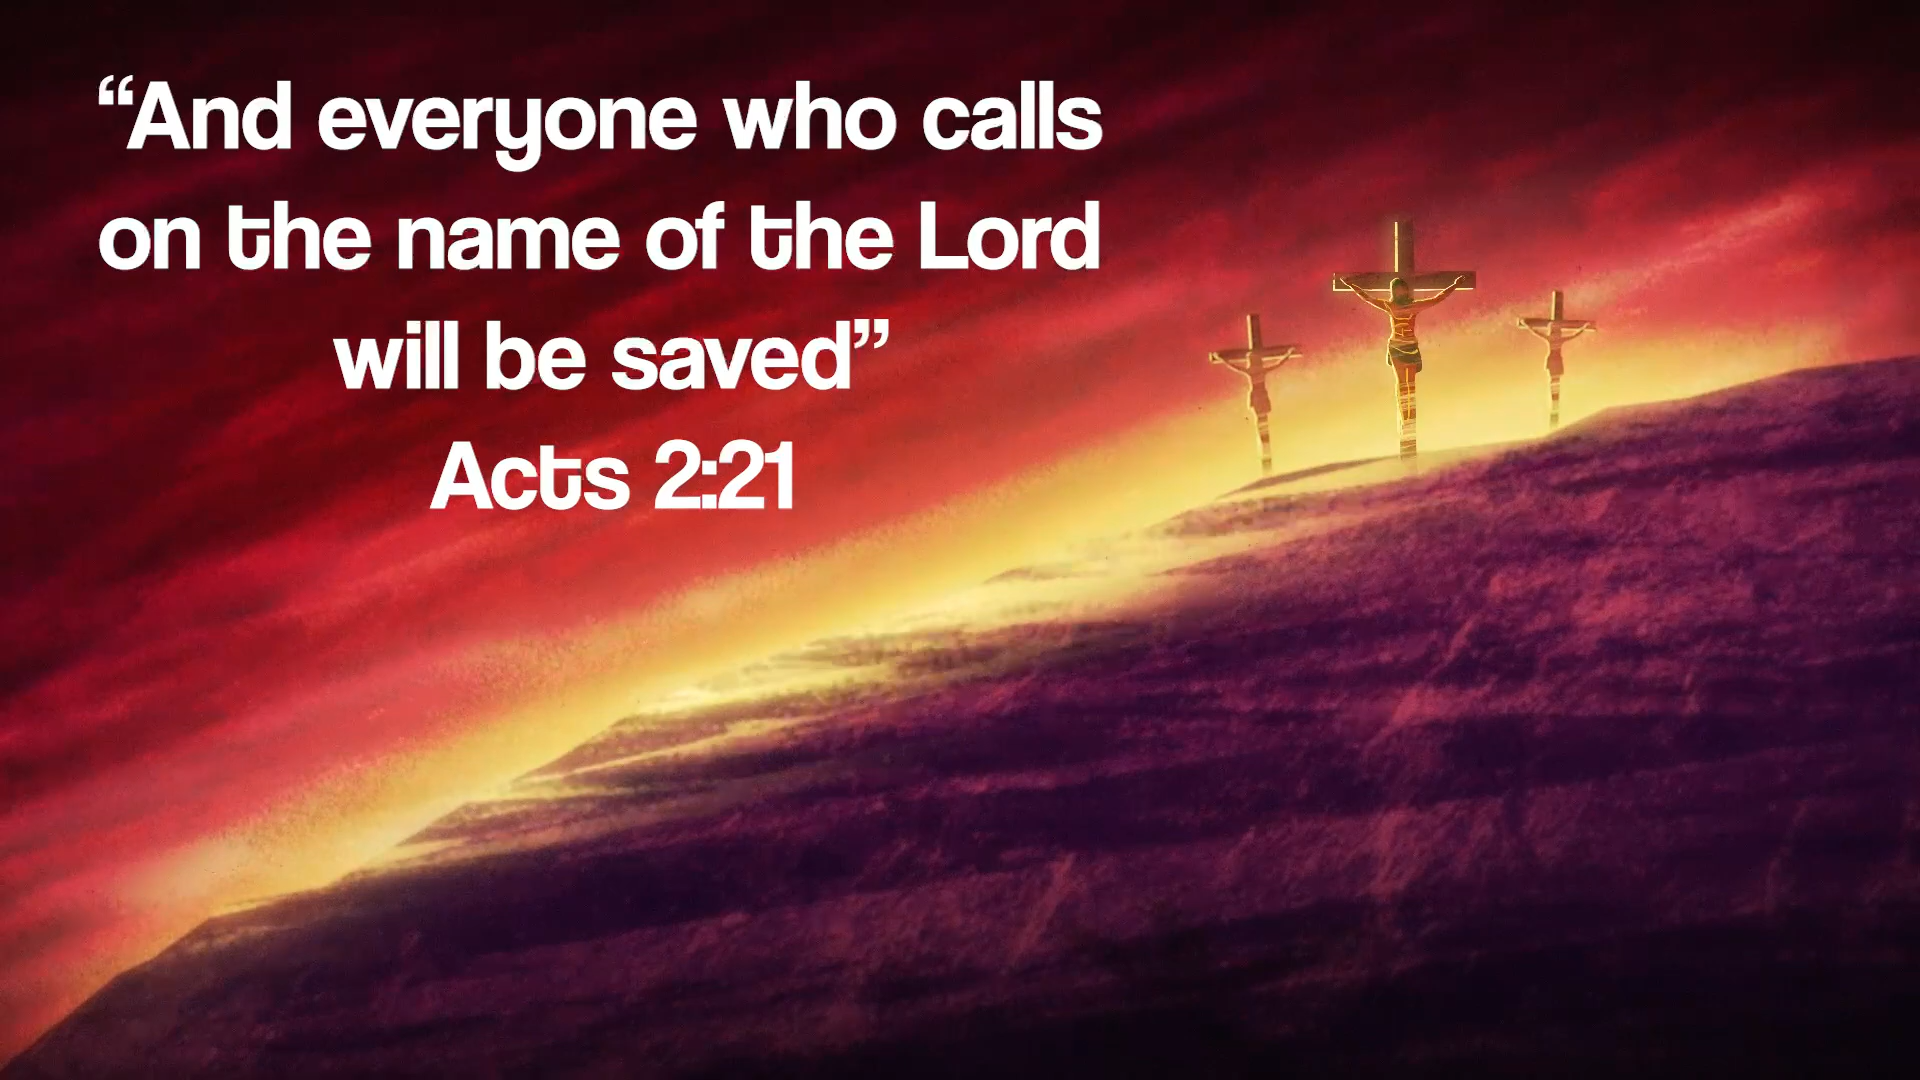 “And everyone who calls
on the name of the Lord
will be saved”
Acts 2:21